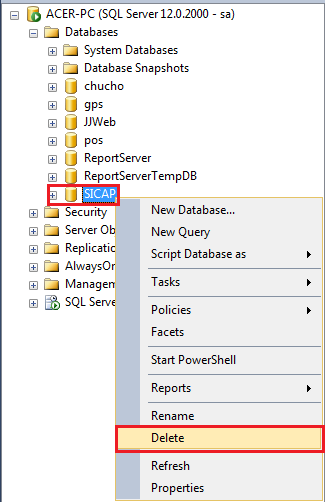 ACER-PC (SQL Server 12.0.2000 - sa)
Databases
System Databases
Database Snapshots
chucho
gps
JJWeb
pos
ReportServer
ReportServerTempDB
SICAP
Security
Server Ob
Replicatio
AlwaysOr
Managem
SQL Serve
New Database...
New Query
Script Database as
Tasks
Policies
Facets
Start PowerShell
Reports
Rename
Delete
Refresh
Properties